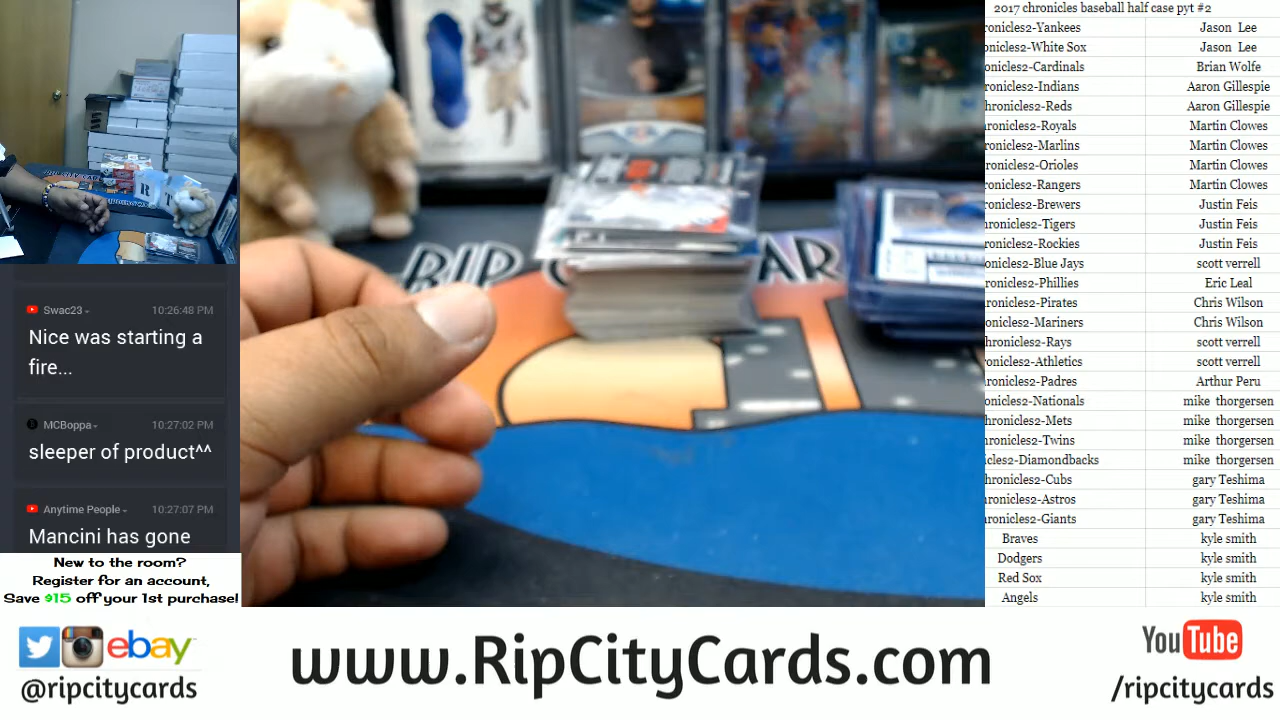 2017 chronicles baseball half case pyt #2
ronicles2-Yankees Jason Lee
onicles2-White Sox Jason Lee
ronicles2-Cardinals Brian Wolfe
ronicles2-Indians Aaron Gillespie
hronicles2-Reds Aaron Gillespie
ronicles2-Royals Martin Clowes
ronicles2-Marlins Martin Clowes
ronicles2-Orioles Martin Clowes
ronicles2-Rangers Martin Clowes
onicles2-Brewers Justin Feis
ronicles2-Tigers Justin Feis
onicles2-Rockies Justin Feis
onicles2-Blue Jays scott verrell
onicles2-Phillies Eric Leal
ronicles2-Pirates Chris Wilson
onicles2-Mariners Chris Wilson
hronicles2-Rays scott verrell
onicles2-Athletics scott verrell
ronicles2-Padres Arthur Peru
onicles2-Nationals mike thorgersen
hronicles2-Mets mike thorgersen
ronicles2-Twins mike thorgersen
icles2-Diamondbacks mike thorgersen
hronicles2-Cubs gary Teshima
ronicles2-Astros gary Teshima
ronicles2-Giants gary Teshima
Braves kyle smith
Dodgers kyle smith
Red Sox kyle smith
Angels kyle smith
RIP C AR
Swac23 10:26:48 PM
Nice was starting a
fire...
MCBoppa 10:27:02 PM
sleeper of product^^
Anytime People 10:27:07 PM
Mancini has gone
New to the room?
Register for an account,
Save $15 off your 1st purchase!
ebay
@ripcitycards
www.RipCityCards.com
YouTube
/ripcitycards